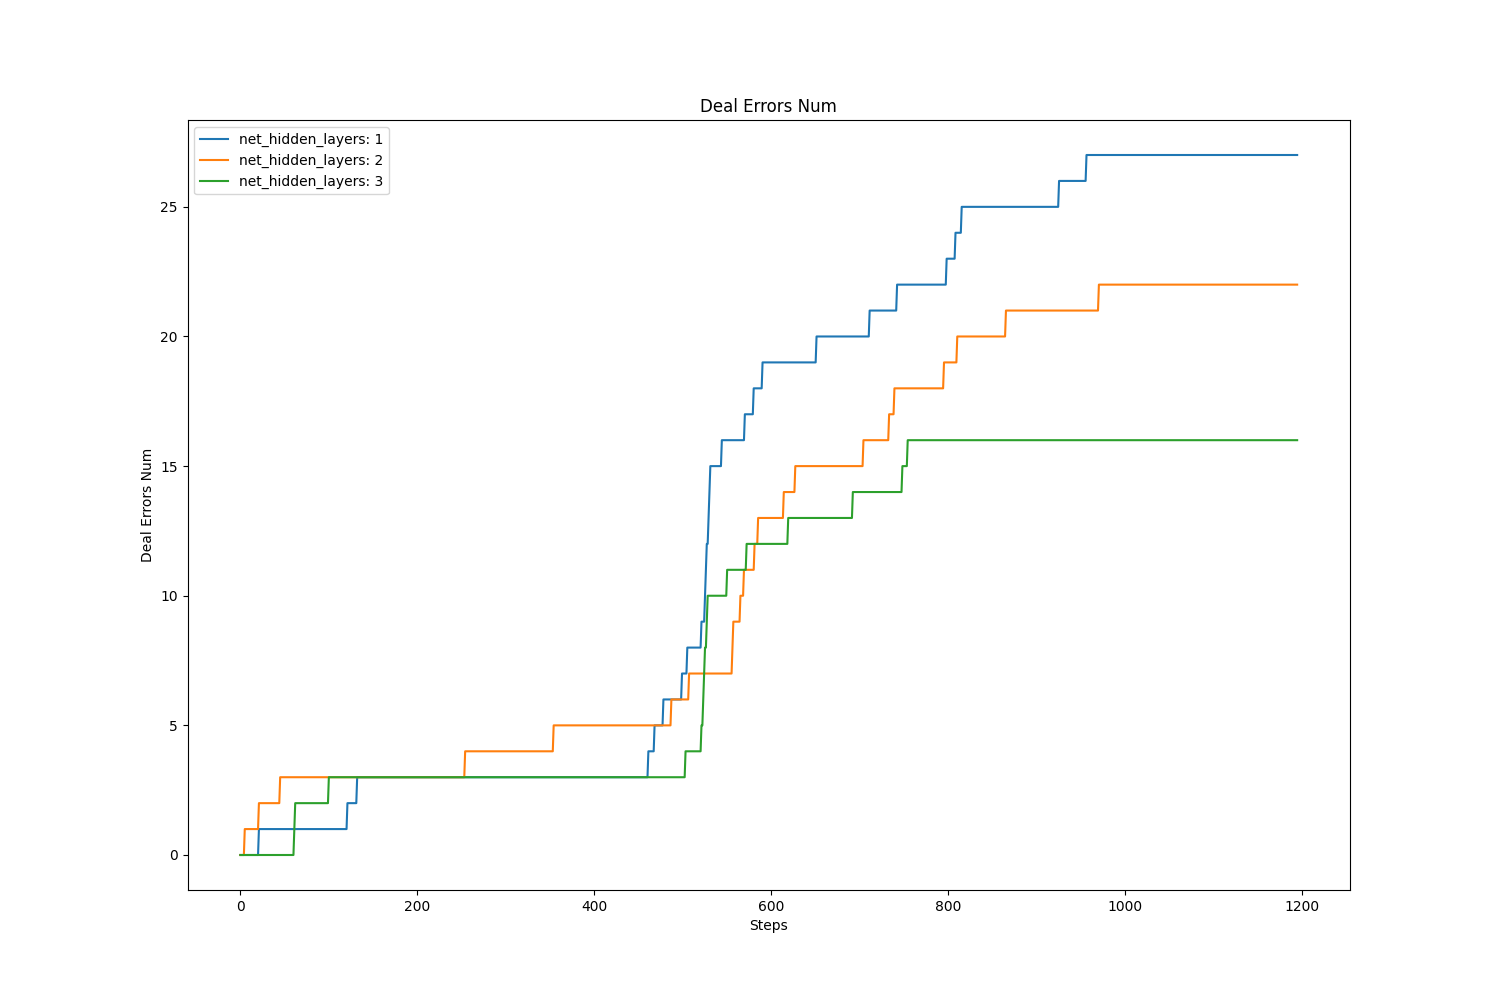 Deal Errors Num
net_hidden_layers: 1
net_hidden_layers: 2
net_hidden_layers: 3
25
20
15
10
5
0
Deal Errors Num
0 200 400 600 800 1000 1200
Steps